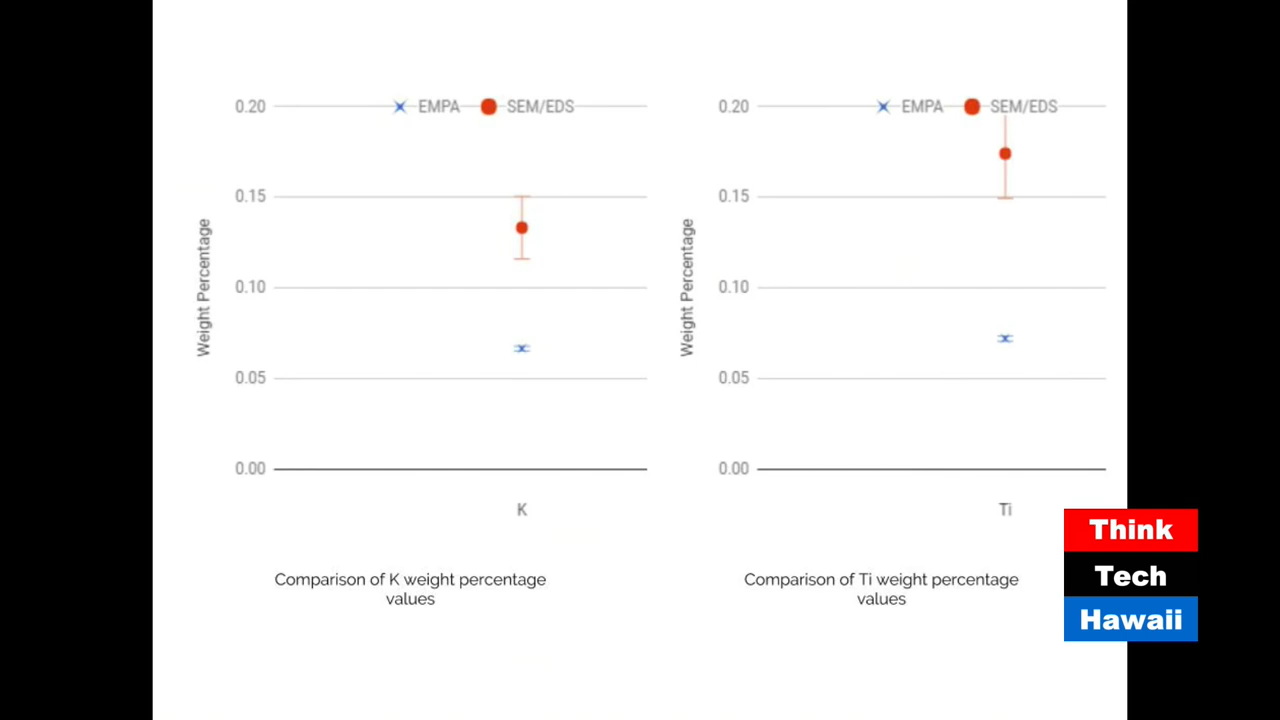 0.20
EMPA SEM/EDS
0.15
0.10
0.05
0.00
Weight Percentage
K
Comparison of K weight percentage
values
0.20
EMPA SEM/EDS
0.15
0.10
0.05
0.00
Weight Percentage
Ti
Comparison of Ti weight percentage
values
Think
Tech
Hawaii